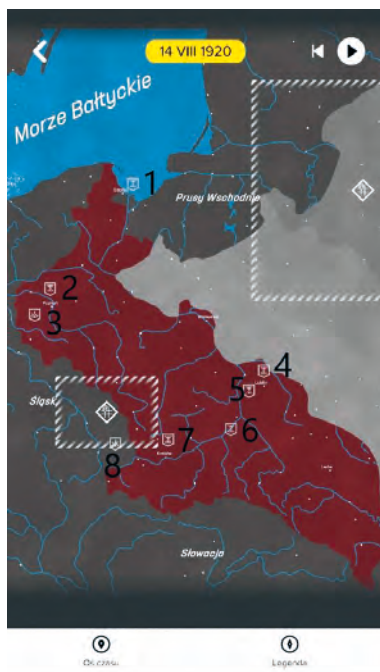 14 VIII 1920
Morze Bałtyckie
1
Prusy Wschodnie
2
3
4
5
Śląsk
6
7
8
Słowacja
Oś czasu
Legenda